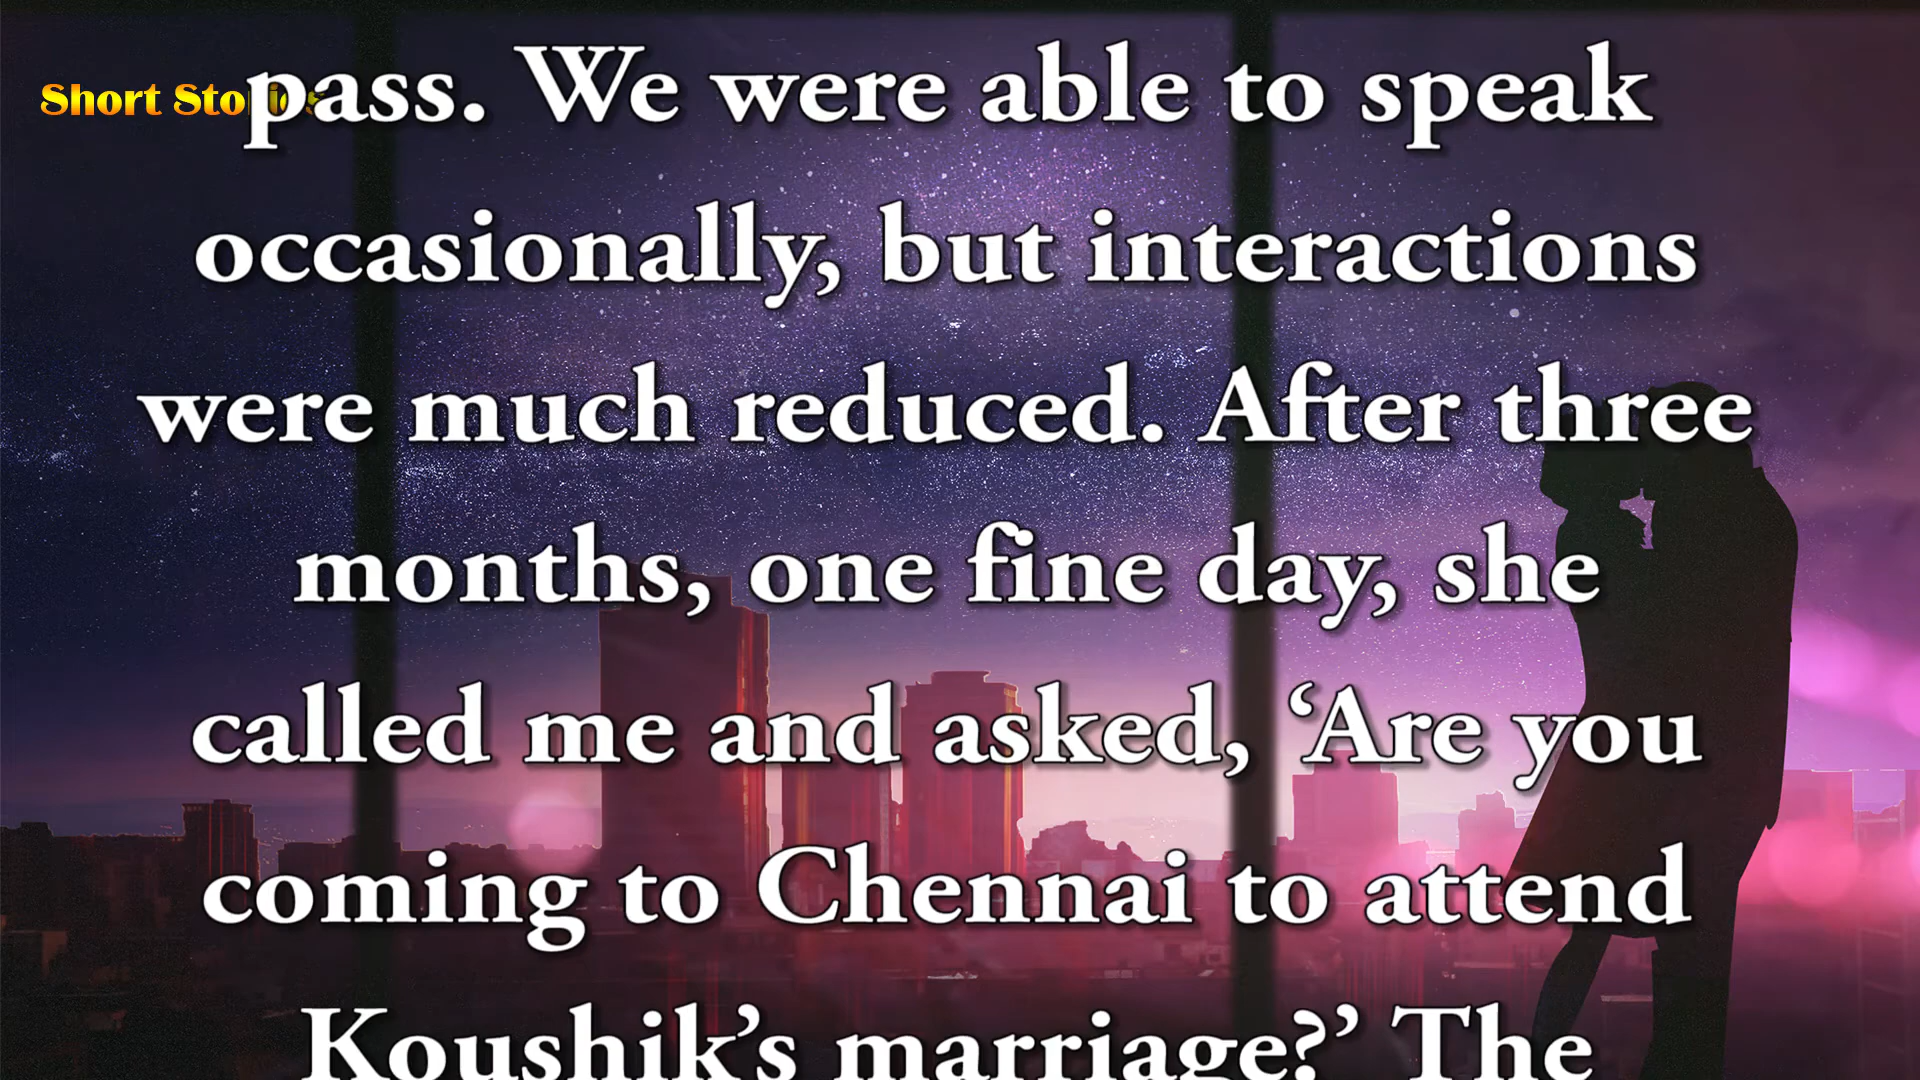 Short Stories
pass. We were able to speak
occasionally, but interactions
were much reduced. After three
months, one fine day, she
called me and asked, ‘Are you
coming to Chennai to attend
Koushik’s marriage?’ The